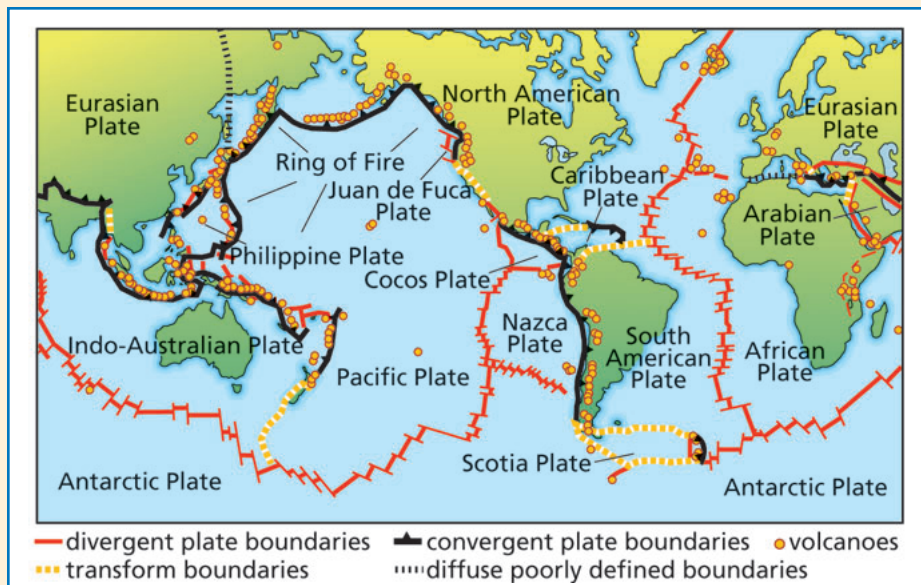 Eurasian
Plate
North American
Plate
Eurasian
Plate
Ring of Fire
Juan de Fuca
Plate
Caribbean
Plate
Arabian
Plate
Philippine Plate
Cocos Plate
Indo-Australian Plate
Pacific Plate
Nazca
Plate
South
American
Plate
African
Plate
Antarctic Plate
Scotia Plate
Antarctic Plate
divergent plate boundaries
convergent plate boundaries
volcanoes
transform boundaries
diffuse poorly defined boundaries